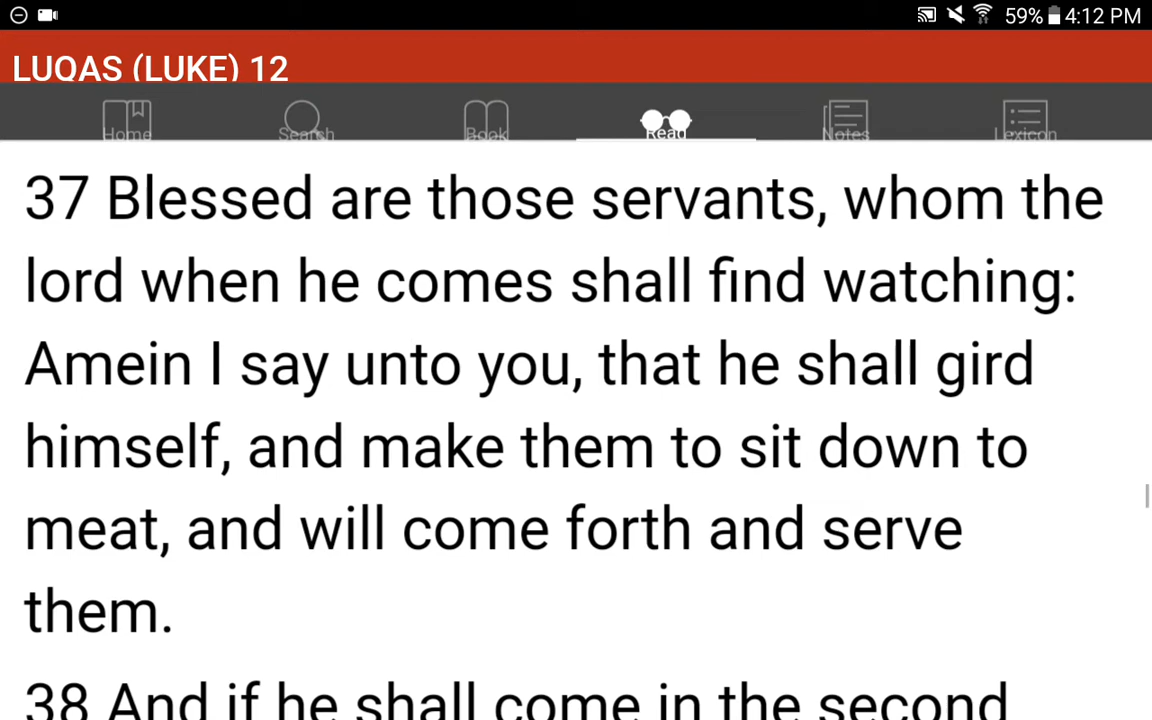 59% 4:12 PM
LUQAS (LUKE) 12
Home Search Book Read Notes Lexicon
37 Blessed are those servants, whom the
lord when he comes shall find watching:
Amein I say unto you, that he shall gird
himself, and make them to sit down to
meat, and will come forth and serve
them.
38 And if he shall come in the second